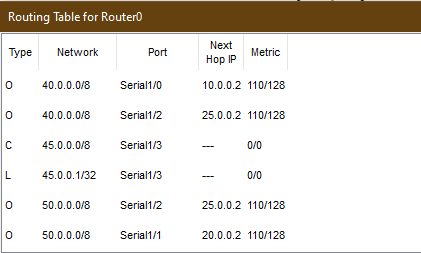 Routing Table for Router0
Type Network Port Next Hop IP Metric
O 40.0.0.0/8 Serial1/0 10.0.0.2 110/128
O 40.0.0.0/8 Serial1/2 25.0.0.2 110/128
C 45.0.0.0/8 Serial1/3 --- 0/0
L 45.0.0.1/32 Serial1/3 --- 0/0
O 50.0.0.0/8 Serial1/2 25.0.0.2 110/128
O 50.0.0.0/8 Serial1/1 20.0.0.2 110/128